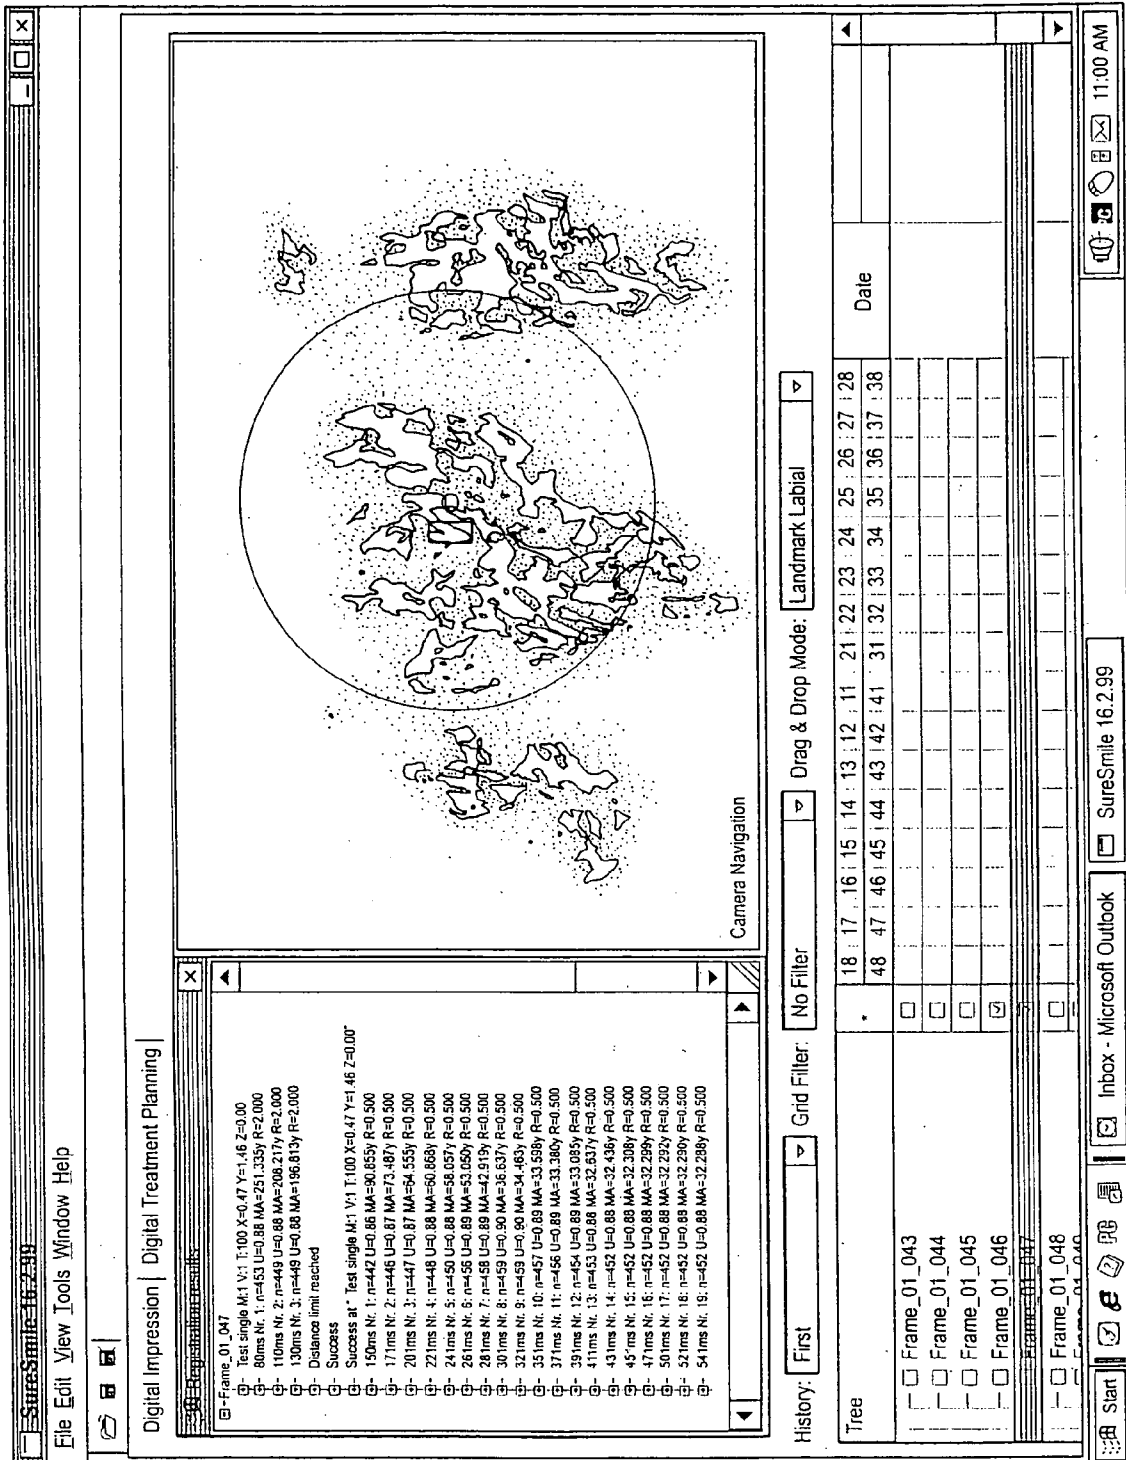 SureSmile 16.2.99
File Edit View Tools Window Help
Digital Impression | Digital Treatment Planning
Registration results
Frame_01_047
Test single M:1 V:1 T:100 X=0.47 Y=1.46 Z=0.00
80ms Nr. 1: n=453 U=0.88 MA=251.335y R=2.000
110ms Nr. 2: n=449 U=0.88 MA=208.217y R=2.000
130ms Nr. 3: n=449 U=0.88 MA=196.813y R=2.000
Distance limit reached
Success
Success at " Test single M:1 V:1 T:100 X=0.47 Y=1.46 Z=0.00"
150ms Nr. 1: n=442 U=0.86 MA=90.855y R=0.500
171ms Nr. 2: n=446 U=0.87 MA=73.487y R=0.500
201ms Nr. 3: n=447 U=0.87 MA=64.555y R=0.500
221ms Nr. 4: n=448 U=0.88 MA=60.868y R=0.500
241ms Nr. 5: n=450 U=0.88 MA=58.057y R=0.500
261ms Nr. 6: n=456 U=0.89 MA=53.050y R=0.500
281ms Nr. 7: n=458 U=0.89 MA=42.919y R=0.500
301ms Nr. 8: n=459 U=0.90 MA=36.637y R=0.500
321ms Nr. 9: n=459 U=0.90 MA=34.463y R=0.500
351ms Nr. 10: n=457 U=0.89 MA=33.598y R=0.500
371ms Nr. 11: n=456 U=0.89 MA=33.380y R=0.500
391ms Nr. 12: n=454 U=0.89 MA=33.085y R=0.500
411ms Nr. 13: n=453 U=0.88 MA=32.637y R=0.500
431ms Nr. 14: n=452 U=0.88 MA=32.436y R=0.500
451ms Nr. 15: n=452 U=0.88 MA=32.308y R=0.500
471ms Nr. 16: n=452 U=0.88 MA=32.299y R=0.500
501ms Nr. 17: n=452 U=0.88 MA=32.292y R=0.500
521ms Nr. 18: n=452 U=0.88 MA=32.290y R=0.500
541ms Nr. 19: n=452 U=0.88 MA=32.288y R=0.500
Camera Navigation
History: First Grid Filter: No Filter Drag & Drop Mode: Landmark Labial
Tree * 18 17 16 15 14 13 12 11 21 22 23 24 25 26 27 28 Date
48 47 46 45 44 43 42 41 31 32 33 34 35 36 37 38
Frame_01_043
Frame_01_044
Frame_01_045
Frame_01_046
Frame_01_047
Frame_01_048
Frame_01_049
Start Inbox - Microsoft Outlook SureSmile 16.2.99 11:00 AM